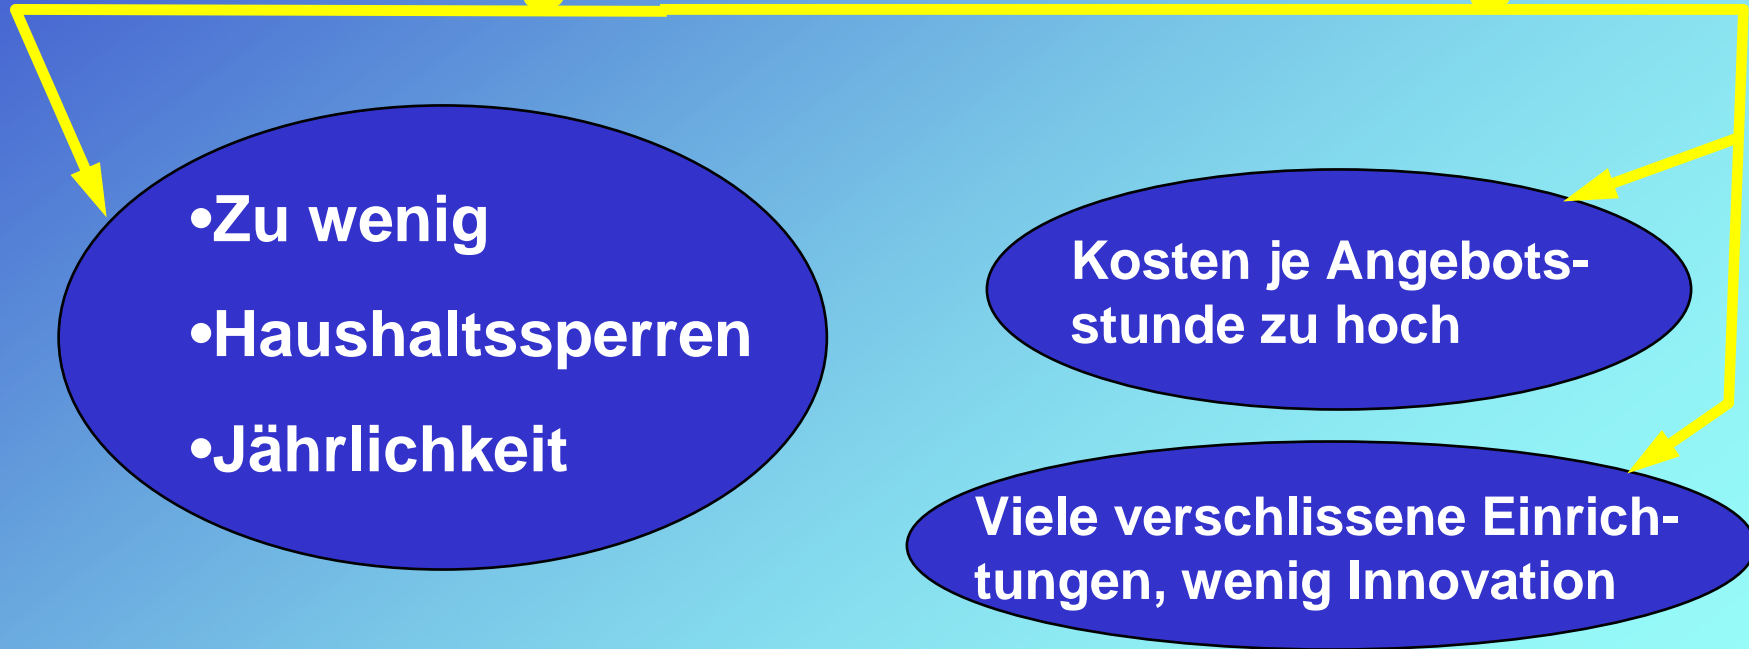 •Zu wenig
•Haushaltssperren
•Jährlichkeit
Kosten je Angebots-
stunde zu hoch
Viele verschlissene Einrich-
tungen, wenig Innovation